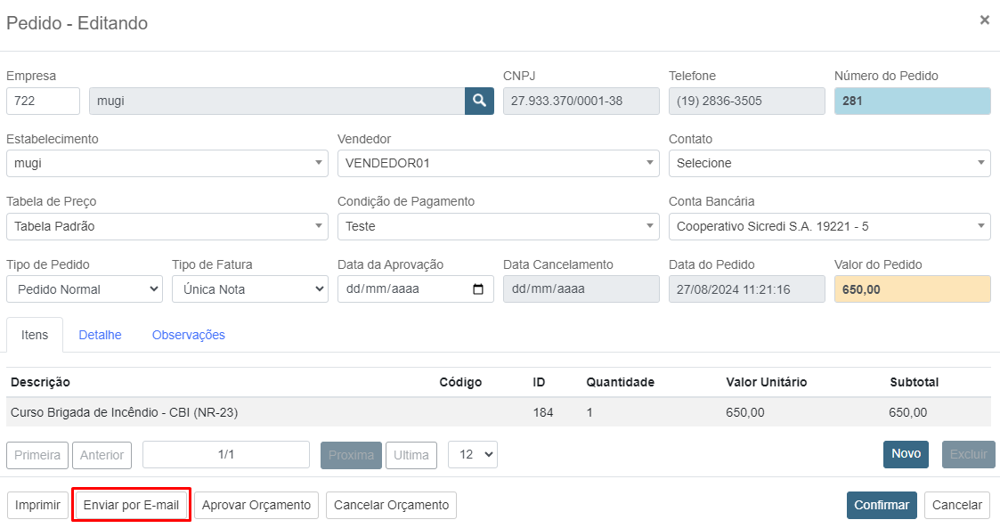 Pedido - Editando ×
Empresa CNPJ Telefone Número do Pedido
722 mugi 27.933.370/0001-38 (19) 2836-3505 281
Estabelecimento Vendedor Contato
mugi VENDEDOR01 Selecione
Tabela de Preço Condição de Pagamento Conta Bancária
Tabela Padrão Teste Cooperativo Sicredi S.A. 19221 - 5
Tipo de Pedido Tipo de Fatura Data da Aprovação Data Cancelamento Data do Pedido Valor do Pedido
Pedido Normal Única Nota dd/mm/aaaa dd/mm/aaaa 27/08/2024 11:21:16 650,00
Itens Detalhe Observações
Descrição Código ID Quantidade Valor Unitário Subtotal
Curso Brigada de Incêndio - CBI (NR-23) 184 1 650,00 650,00
Primeira Anterior 1/1 Proxima Ultima 12 Novo Excluir
Imprimir Enviar por E-mail Aprovar Orçamento Cancelar Orçamento Confirmar Cancelar